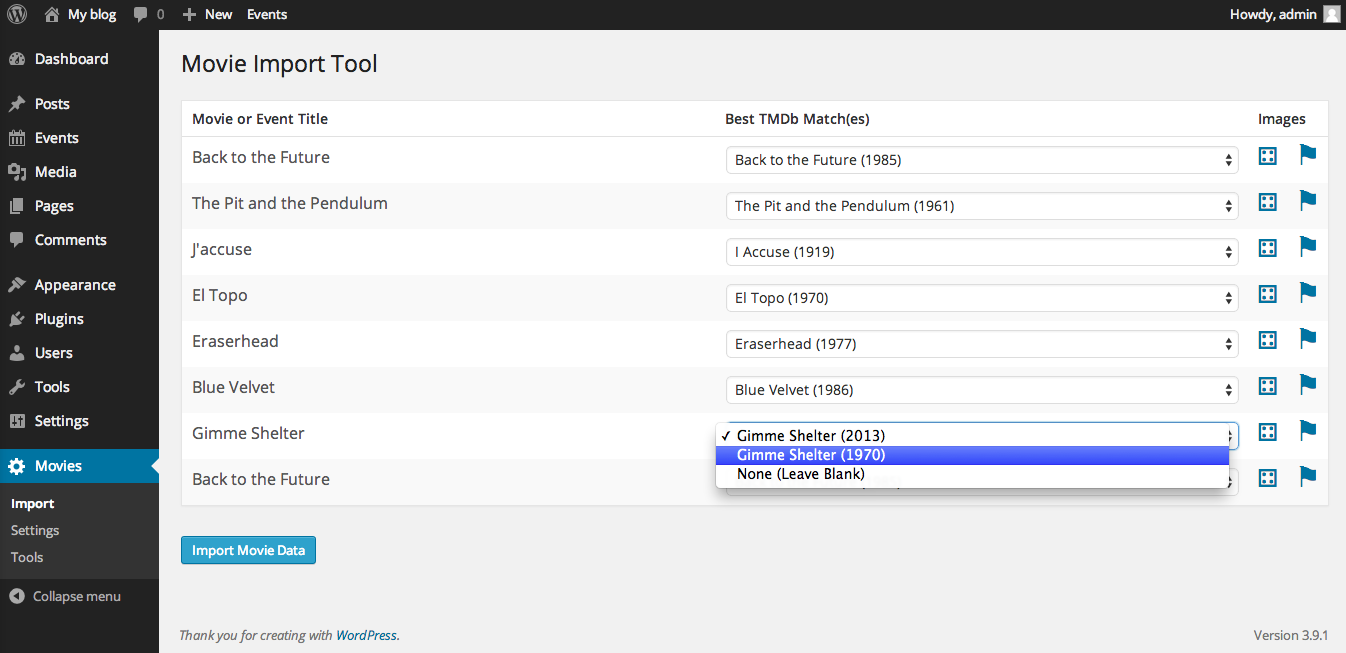 My blog 0 New Events Howdy, admin
Dashboard
Posts
Events
Media
Pages
Comments
Appearance
Plugins
Users
Tools
Settings
Movies
Import
Settings
Tools
Collapse menu
Movie Import Tool
Movie or Event Title Best TMDb Match(es) Images
Back to the Future Back to the Future (1985)
The Pit and the Pendulum The Pit and the Pendulum (1961)
J'accuse I Accuse (1919)
El Topo El Topo (1970)
Eraserhead Eraserhead (1977)
Blue Velvet Blue Velvet (1986)
Gimme Shelter ✓ Gimme Shelter (2013)
Gimme Shelter (1970)
None (Leave Blank)
Back to the Future
Import Movie Data
Thank you for creating with WordPress. Version 3.9.1